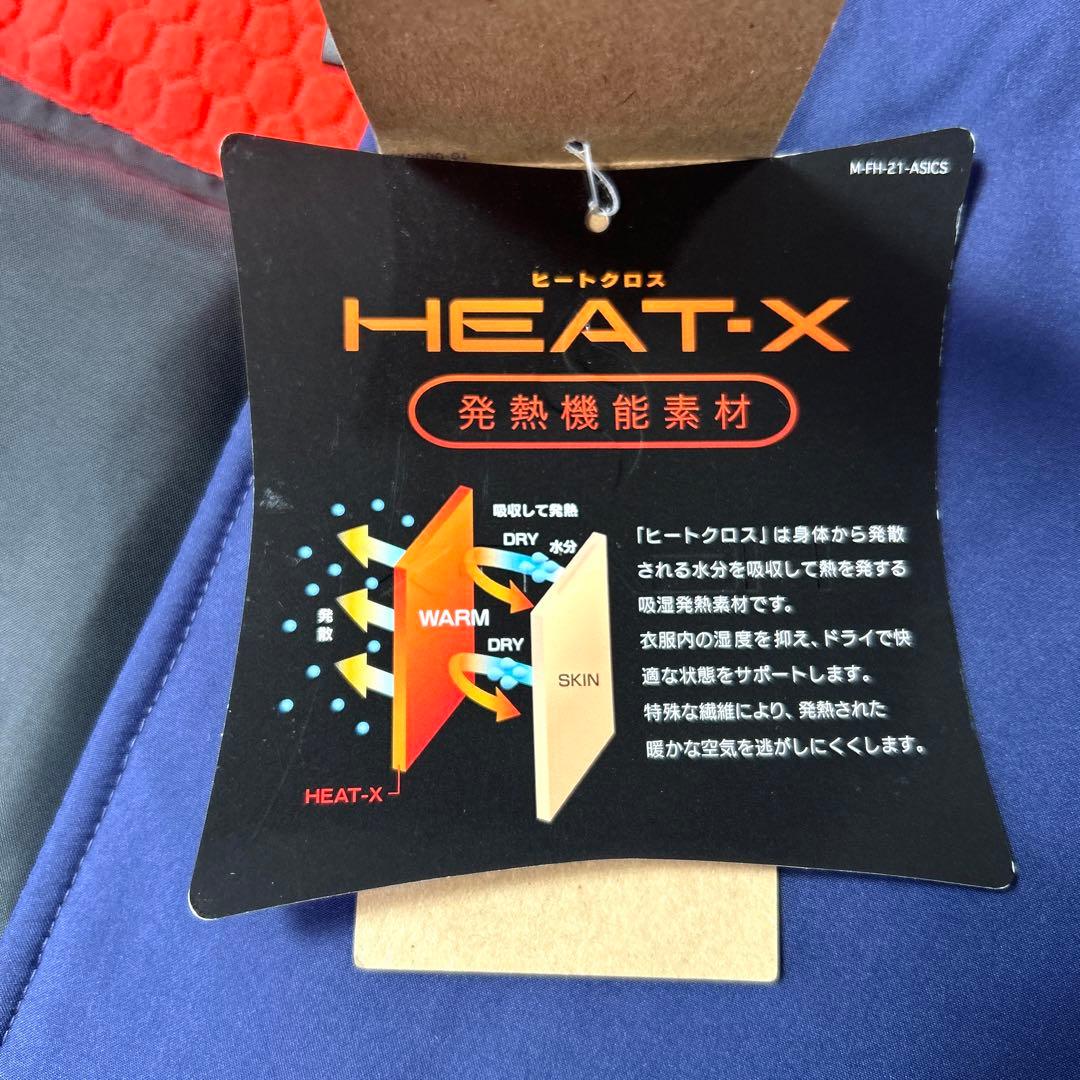 M-FH-21-ASICS
ヒートクロス
HEAT-X
発熱機能素材
吸収して発熱
DRY 水分
WARM
発散
DRY
SKIN
HEAT-X
「ヒートクロス」は身体から発散
される水分を吸収して熱を発する
吸湿発熱素材です。
衣服内の湿度を抑え、ドライで快
適な状態をサポートします。
特殊な繊維により、発熱された
暖かな空気を逃がしにくくします。